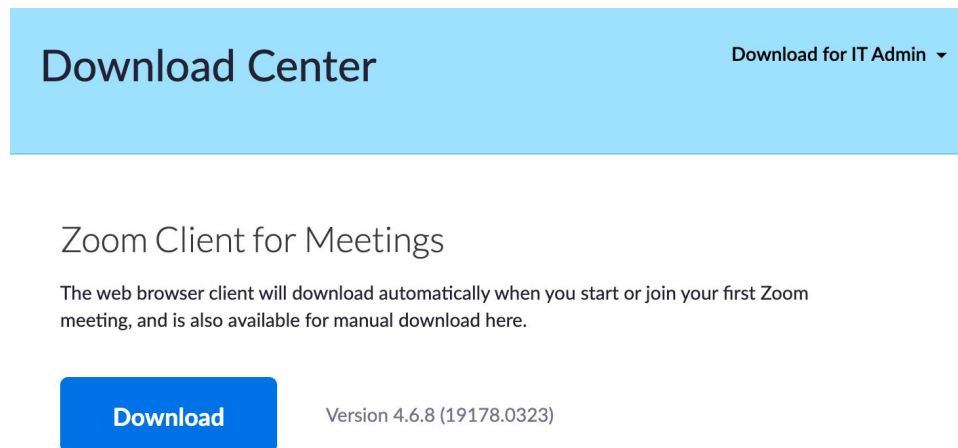 Download Center
Download for IT Admin
Zoom Client for Meetings
The web browser client will download automatically when you start or join your first Zoom
meeting, and is also available for manual download here.
Download
Version 4.6.8 (19178.0323)